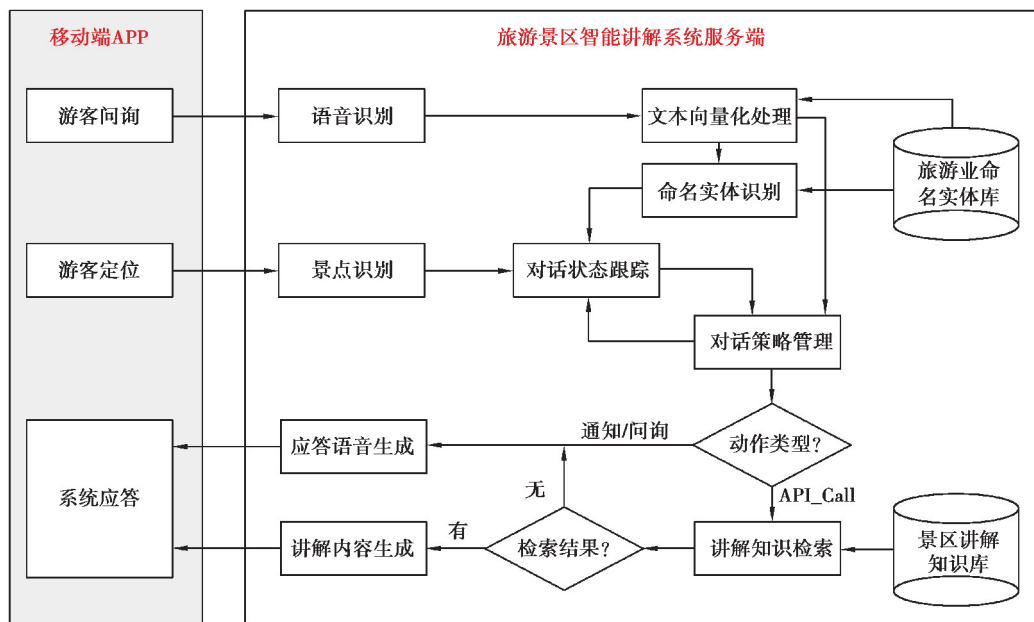 移动端APP
旅游景区智能讲解系统服务端
游客问询
语音识别
文本向量化处理
旅游业命
名实体库
命名实体识别
游客定位
景点识别
对话状态跟踪
对话策略管理
通知/问询
动作类型?
应答语音生成
系统应答
无
API_Call
有
讲解内容生成
检索结果?
讲解知识检索
景区讲解
知识库